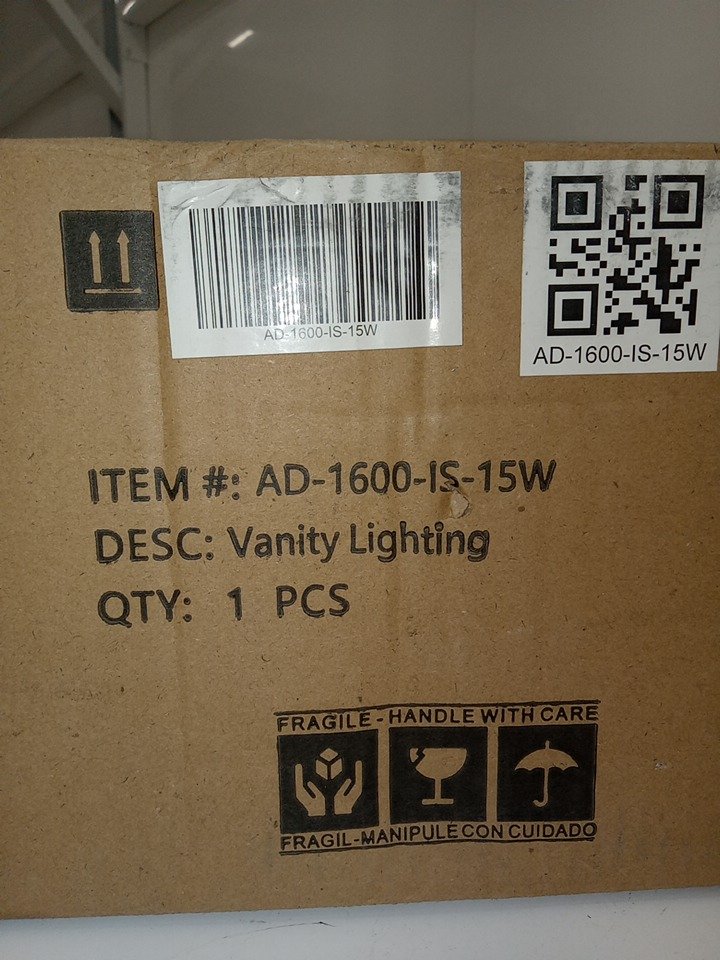 AD-1600-IS-15W
AD-1600-IS-15W
ITEM #: AD-1600-IS-15W
DESC: Vanity Lighting
QTY: 1 PCS
FRAGILE - HANDLE WITH CARE
FRAGIL-MANIPULE CON CUIDADO